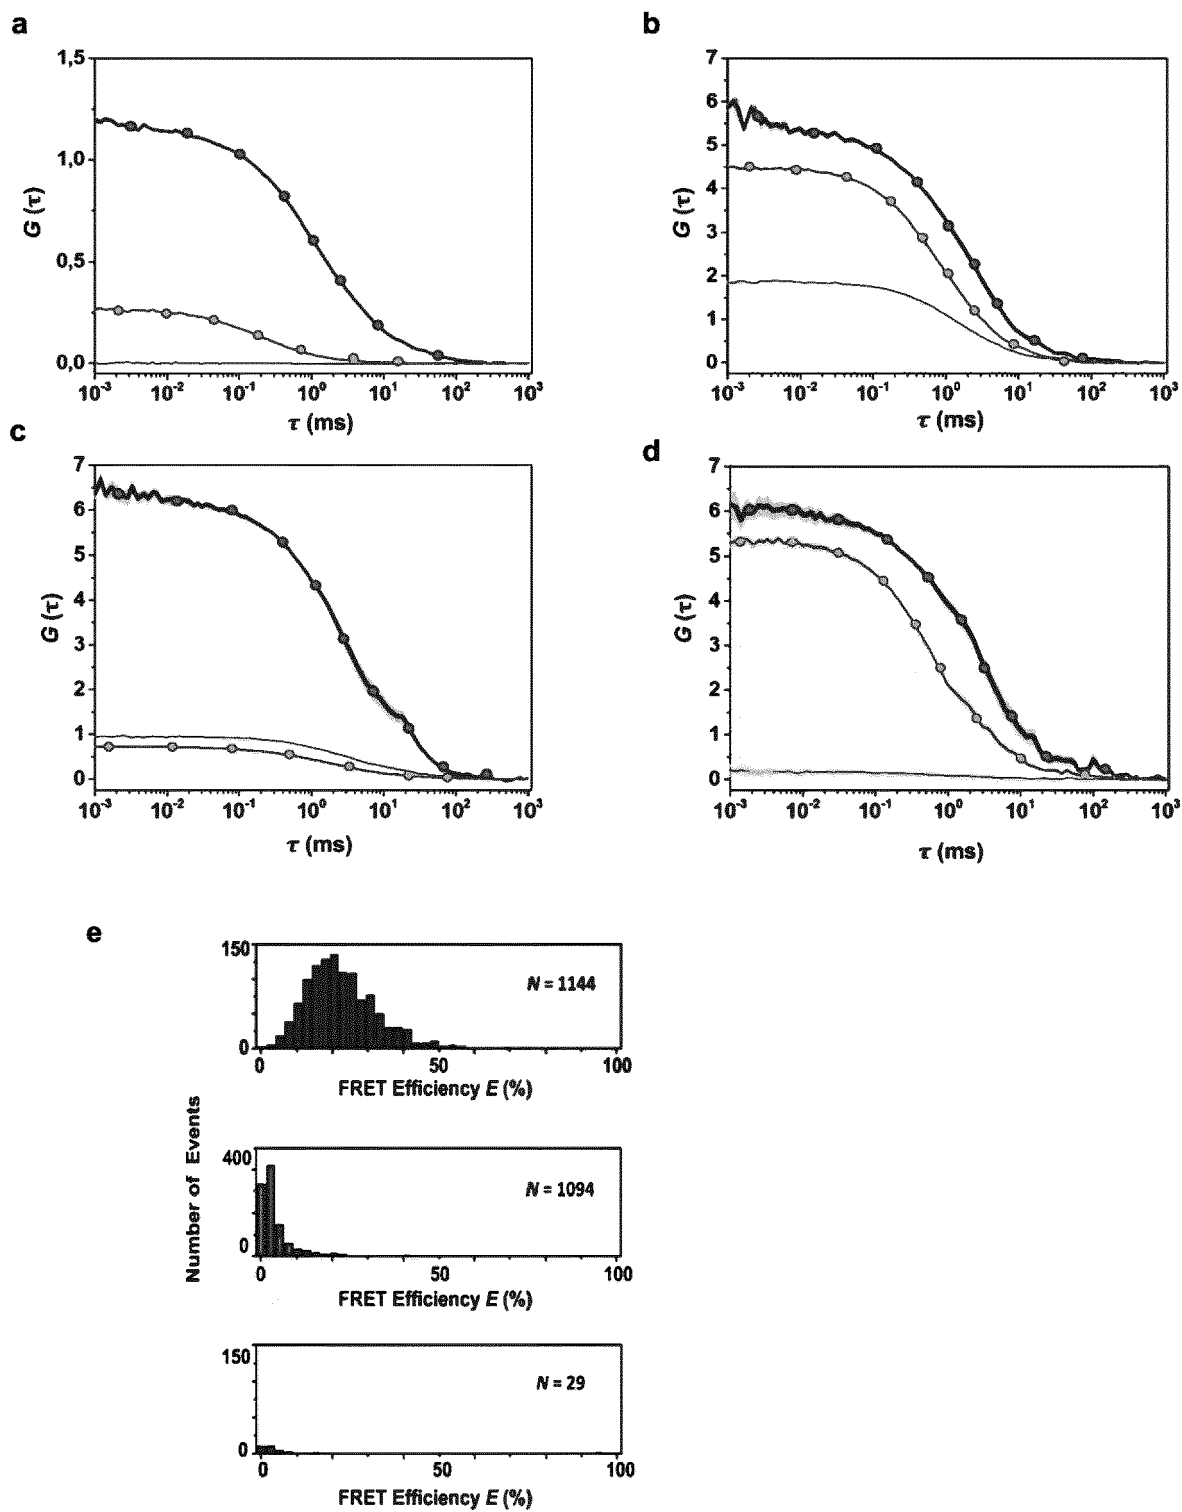 a
1,5
1,0
0,5
0,0
G (τ)
10⁻³ 10⁻² 10⁻¹ 10⁰ 10¹ 10² 10³
τ (ms)
b
7
6
5
4
3
2
1
0
G (τ)
10⁻³ 10⁻² 10⁻¹ 10⁰ 10¹ 10² 10³
τ (ms)
c
7
6
5
4
3
2
1
0
G (τ)
10⁻³ 10⁻² 10⁻¹ 10⁰ 10¹ 10² 10³
τ (ms)
d
7
6
5
4
3
2
1
0
G (τ)
10⁻³ 10⁻² 10⁻¹ 10⁰ 10¹ 10² 10³
τ (ms)
e
Number of Events
150
0
N = 1144
0 50 100
FRET Efficiency E (%)
400
0
N = 1094
0 50 100
FRET Efficiency E (%)
150
0
N = 29
0 50 100
FRET Efficiency E (%)